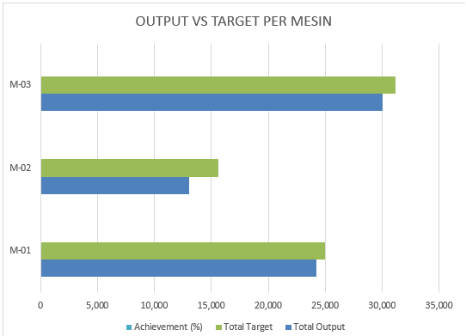 OUTPUT VS TARGET PER MESIN
M-03
M-02
M-01
0 5,000 10,000 15,000 20,000 25,000 30,000 35,000
Achievement (%) Total Target Total Output